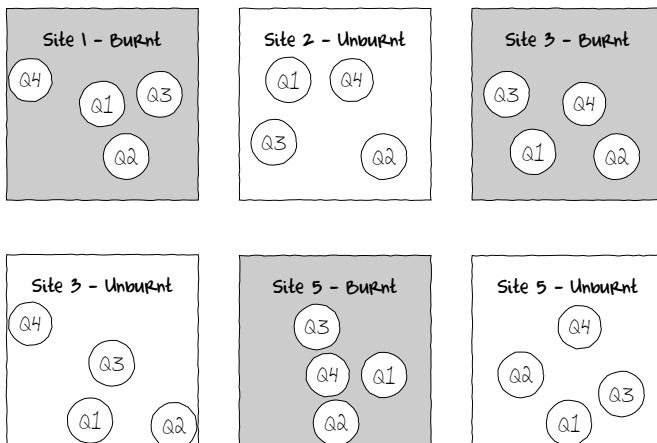 Site 1 - Burnt
Q4
Q1
Q3
Q2
Site 2 - Unburnt
Q1
Q4
Q3
Q2
Site 3 - Burnt
Q3
Q4
Q1
Q2
Site 3 - Unburnt
Q4
Q3
Q1
Q2
Site 5 - Burnt
Q3
Q4
Q1
Q2
Site 5 - Unburnt
Q4
Q2
Q3
Q1